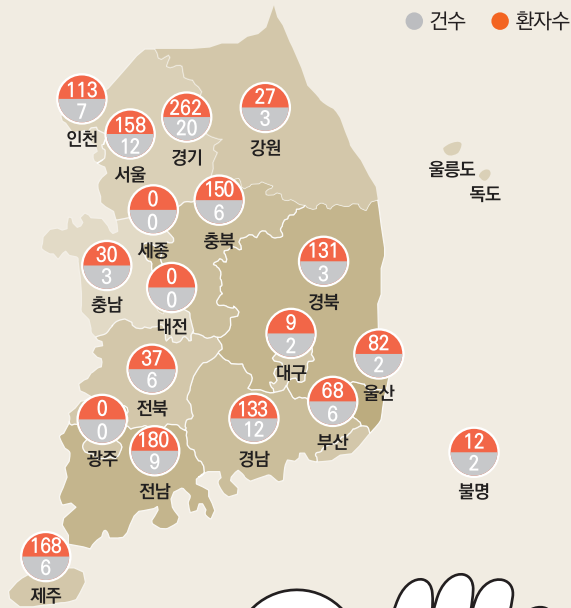 건수 환자수
113
7
인천
158
12
서울
262
20
경기
27
3
강원
울릉도
독도
0
0
세종
150
6
충북
30
3
충남
0
0
대전
131
3
경북
9
2
대구
82
2
울산
37
6
전북
68
6
부산
0
0
광주
180
9
전남
133
12
경남
12
2
불명
168
6
제주